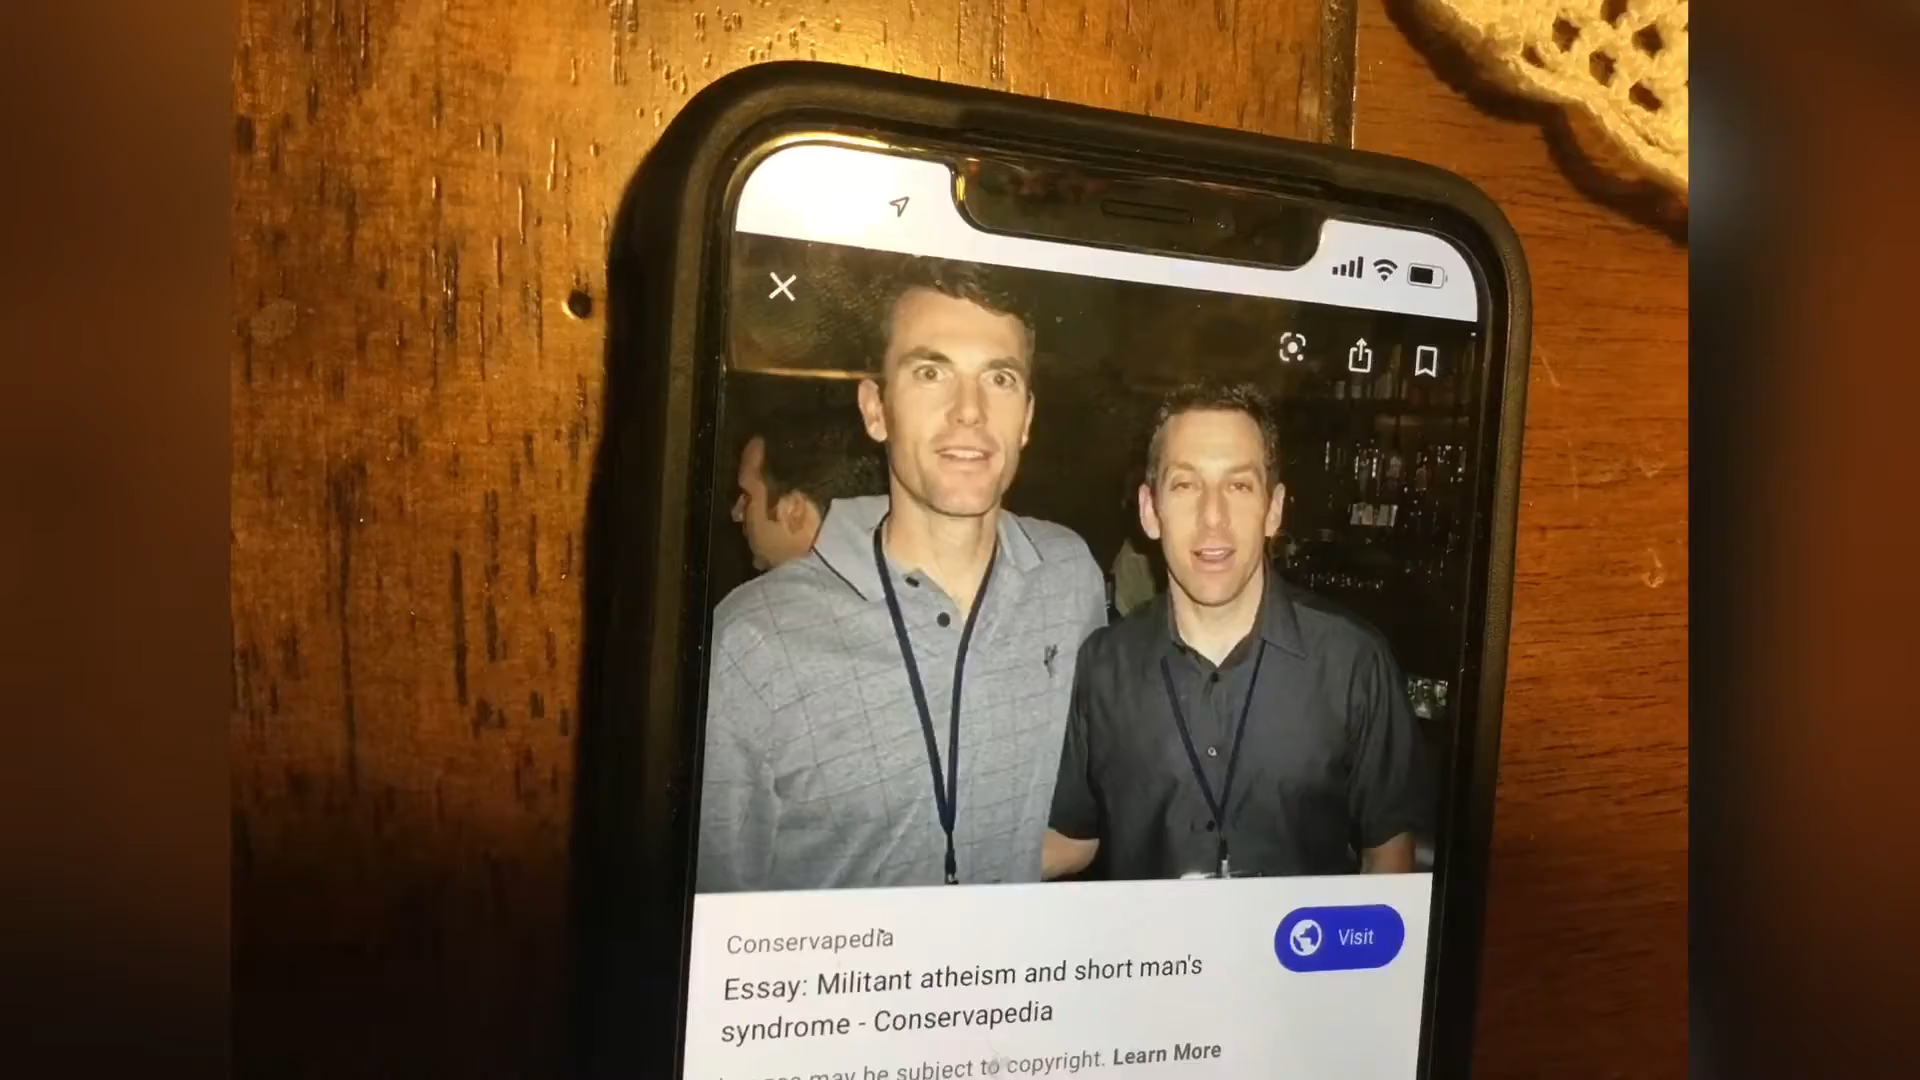 Conservapedia
Visit
Essay: Militant atheism and short man's
syndrome - Conservapedia
may be subject to copyright. Learn More